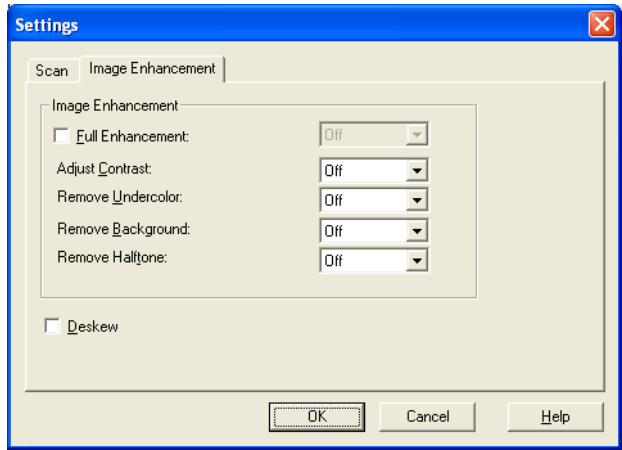 Settings
Scan Image Enhancement
Image Enhancement
Full Enhancement: Off
Adjust Contrast: Off
Remove Undercolor: Off
Remove Background: Off
Remove Halftone: Off
Deskew
OK Cancel Help